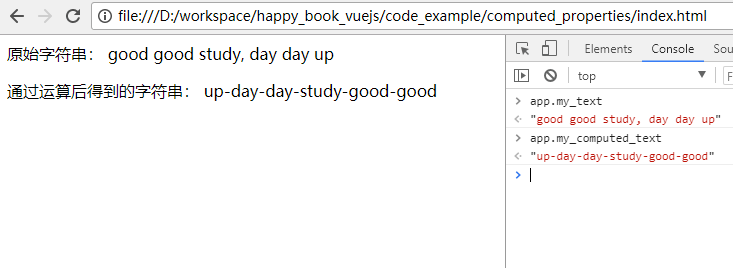 file:///D:/workspace/happy_book_vuejs/code_example/computed_properties/index.html
原始字符串： good good study, day day up
通过运算后得到的字符串： up-day-day-study-good-good
Elements Console Sources
top
app.my_text
"good good study, day day up"
app.my_computed_text
"up-day-day-study-good-good"